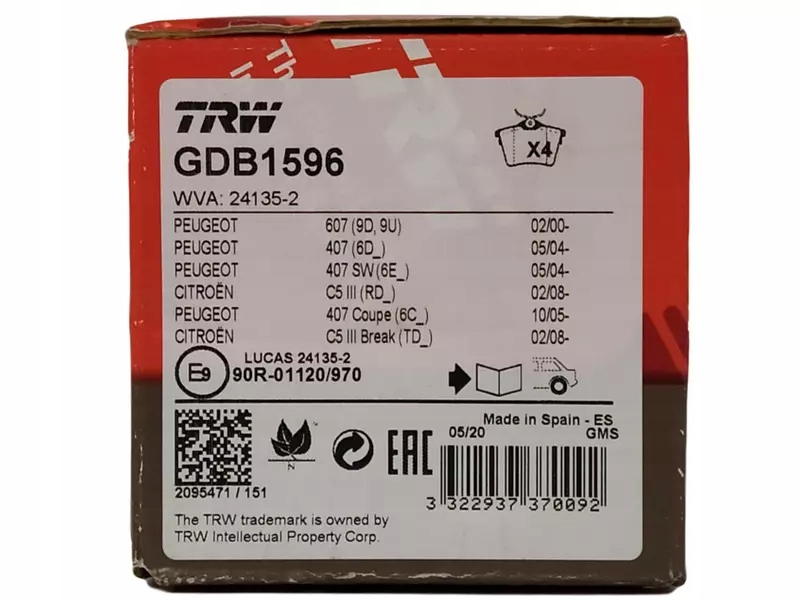 Th
TRW
GDB1596
X4
WVA: 24135-2
PEUGEOT 607 (9D, 9U) 02/00-
PEUGEOT 407 (6D_) 05/04-
PEUGEOT 407 SW (6E_) 05/04-
CITROËN C5 III (RD_) 02/08-
PEUGEOT 407 Coupe (6C_) 10/05-
CITROËN C5 III Break (TD_) 02/08-
LUCAS 24135-2
E9 90R-01120/970
Made in Spain - ES
05/20 GMS
N
EAC
2095471 / 151
3 322937 370092
The TRW trademark is owned by
TRW Intellectual Property Corp.